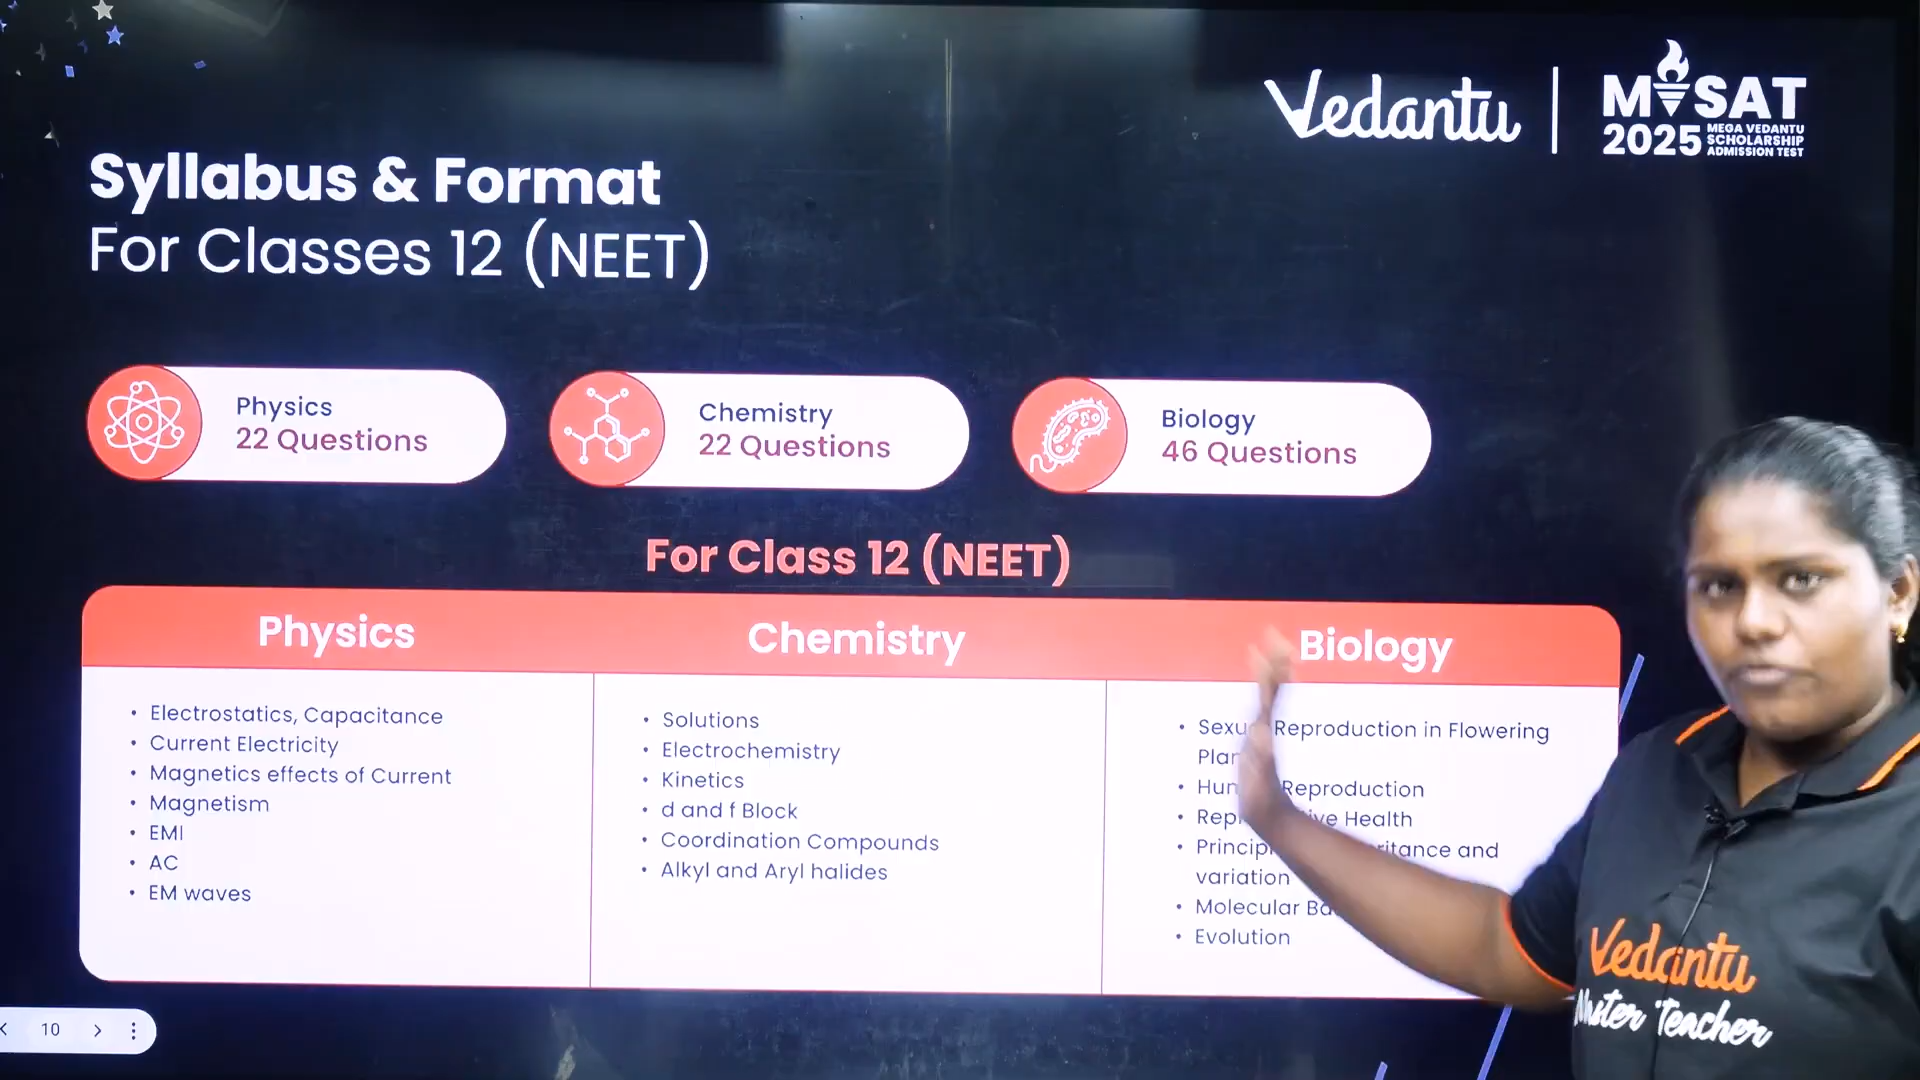 Vedantu
M SAT
2025 MEGA VEDANTU
SCHOLARSHIP
ADMISSION TEST
Syllabus & Format
For Classes 12 (NEET)
Physics
22 Questions
Chemistry
22 Questions
Biology
46 Questions
For Class 12 (NEET)
Physics
Chemistry
Biology
• Electrostatics, Capacitance
• Current Electricity
• Magnetics effects of Current
• Magnetism
• EMI
• AC
• EM waves
• Solutions
• Electrochemistry
• Kinetics
• d and f Block
• Coordination Compounds
• Alkyl and Aryl halides
• Reproduction in Flowering
• Reproduction
• Health
• and
variation
• Molecular
• Evolution
10
Vedantu
Master Teacher